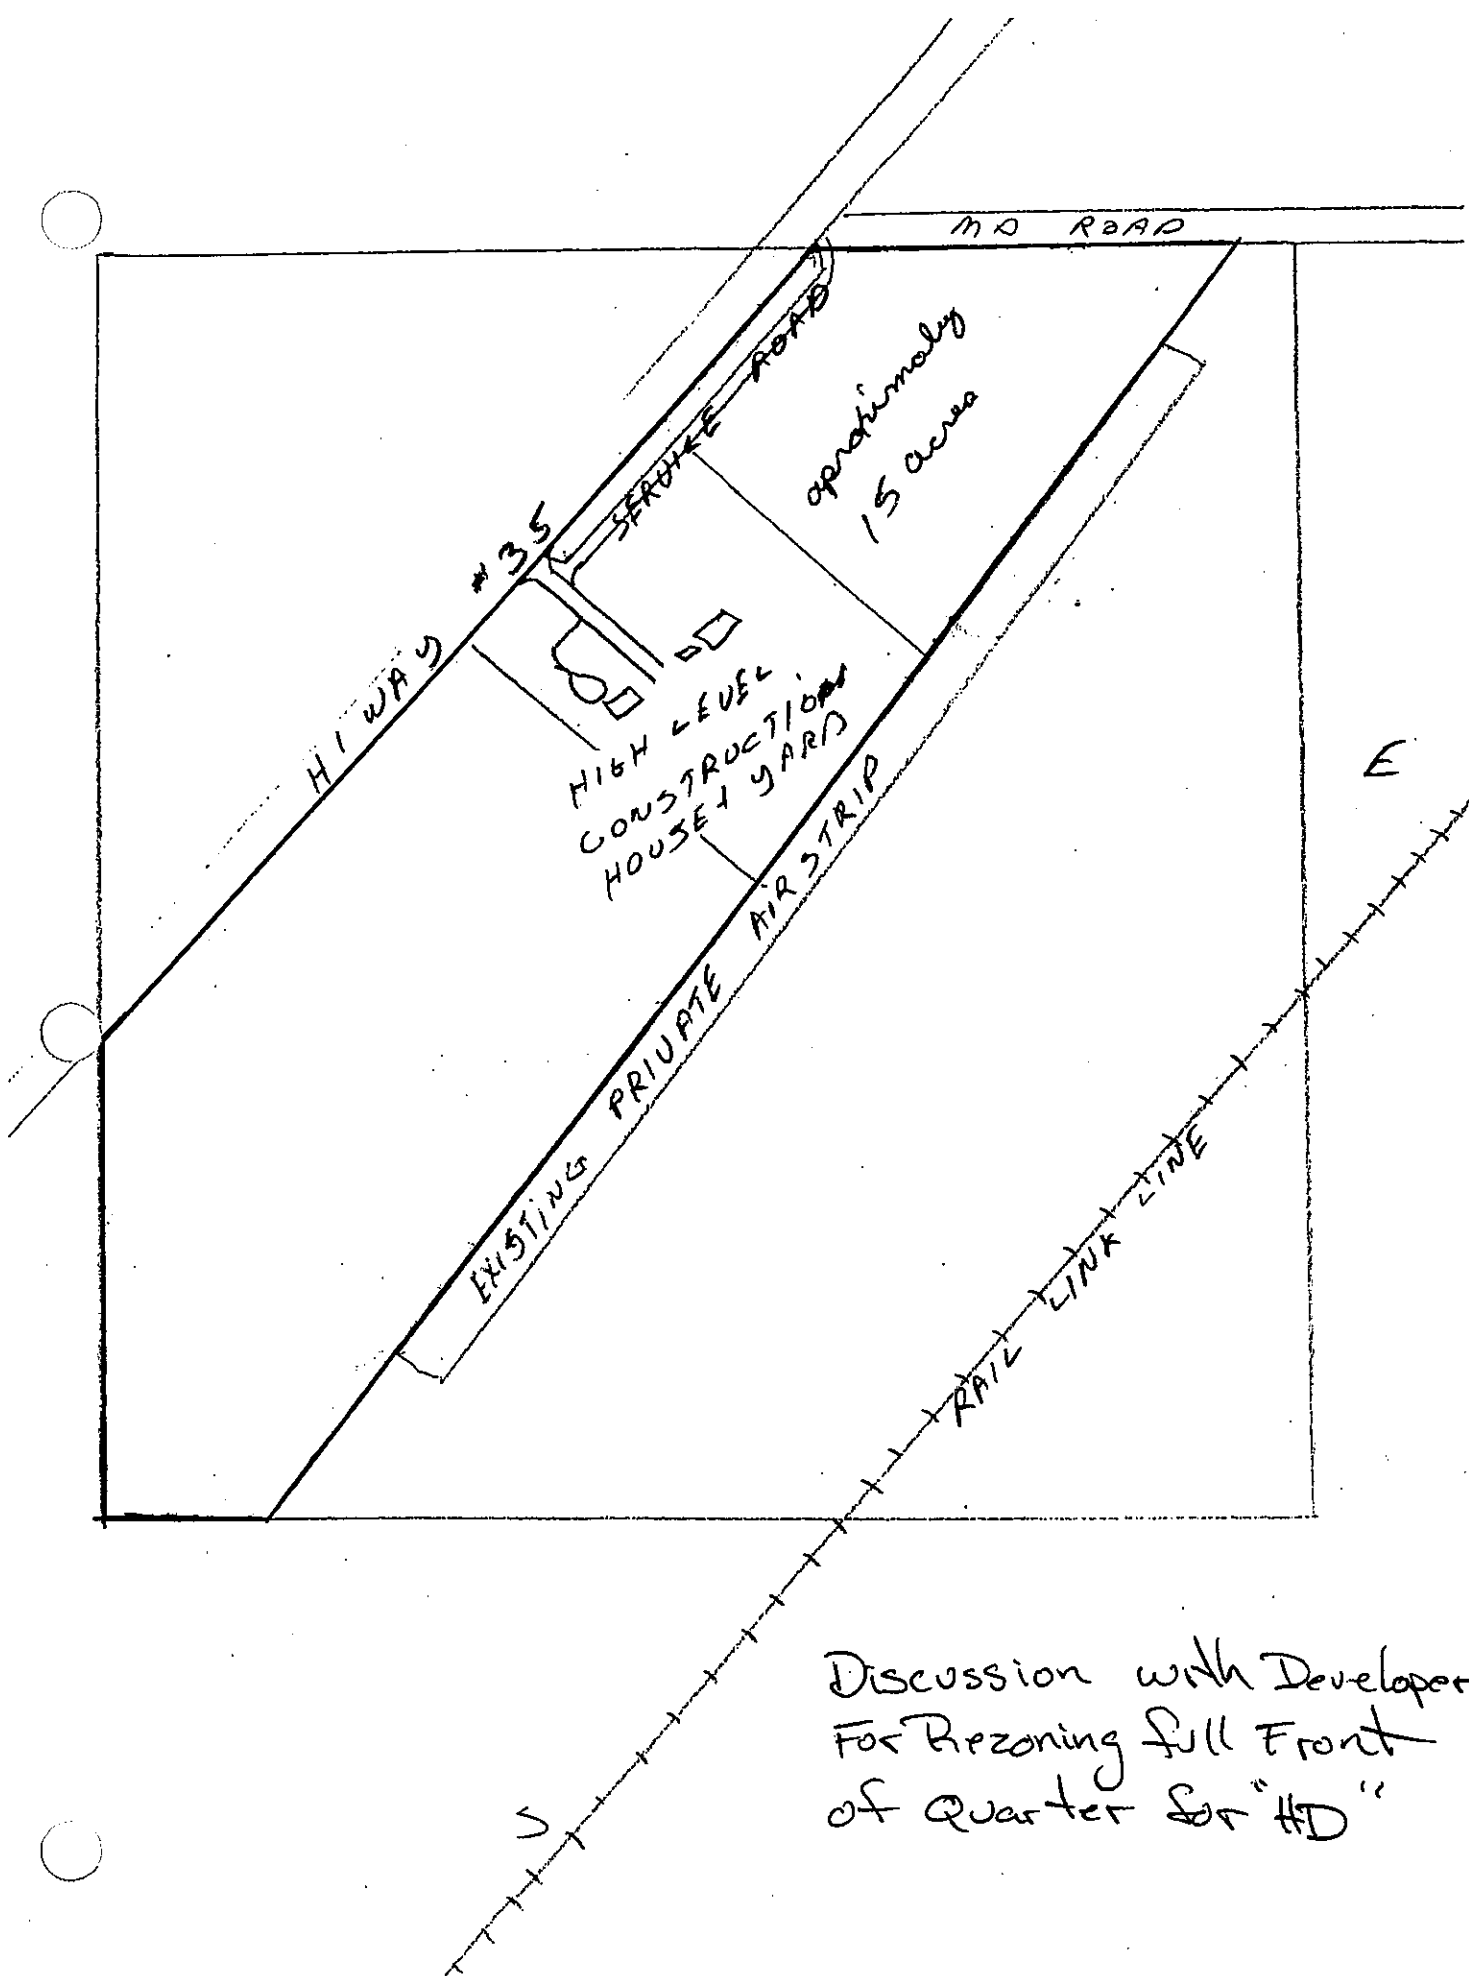 MD ROAD
SERVICE ROAD
aproximaly
15 acres
HIWAY #35
HIGH LEVEL
CONSTRUCTION
HOUSE + YARD
EXISTING PRIVATE AIRSTRIP
E
RAIL LINK LINE
S
Discussion with Developer
For Rezoning full Front
of Quarter for "HD"